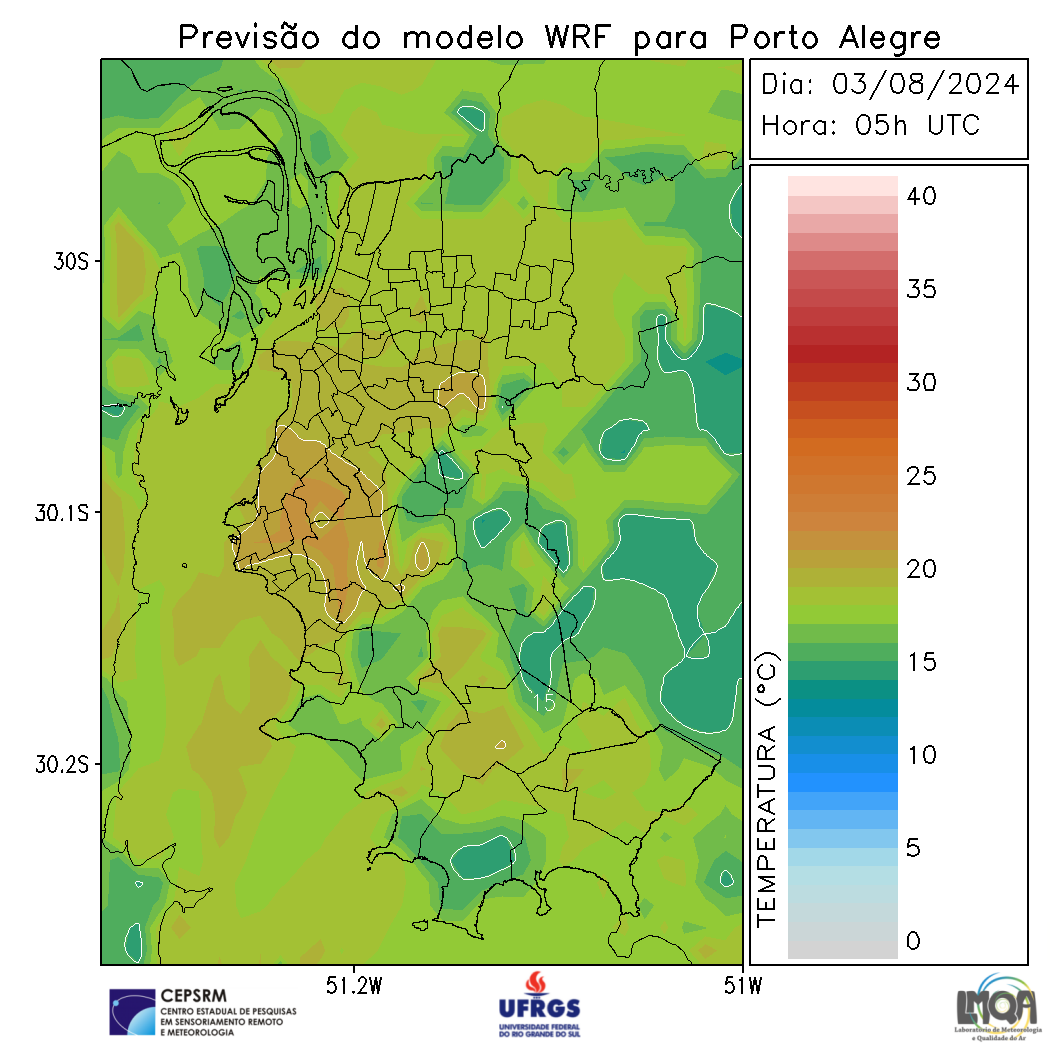 Previsão do modelo WRF para Porto Alegre
Dia: 03/08/2024
Hora: 05h UTC
40
35
30
25
20
15
10
5
0
TEMPERATURA (°C)
30S
30.1S
30.2S
15
51.2W
51W
CEPSRM
CENTRO ESTADUAL DE PESQUISAS
EM SENSORIAMENTO REMOTO
E METEOROLOGIA
UFRGS
UNIVERSIDADE FEDERAL
DO RIO GRANDE DO SUL
LMQA
Laboratório de Meteorologia
e Qualidade do Ar